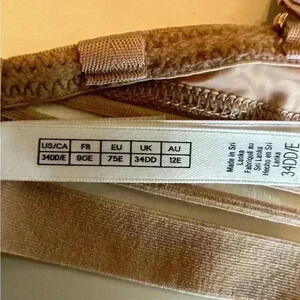 US/CA FR EU UK AU
34DD/E 90E 75E 34DD 12E
Made in Sri
Lanka
Fabriqué au
Sri Lanka
Hecho en Sri
Lanka
34DD/E